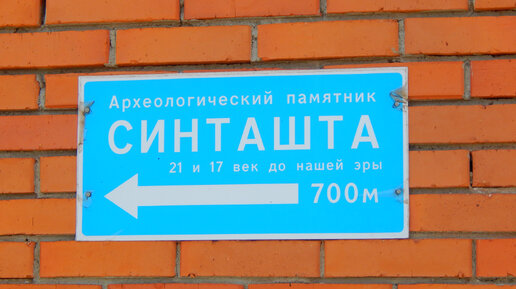 Археологический памятник
СИНТАШТА
21 и 17 век до нашей эры
700м